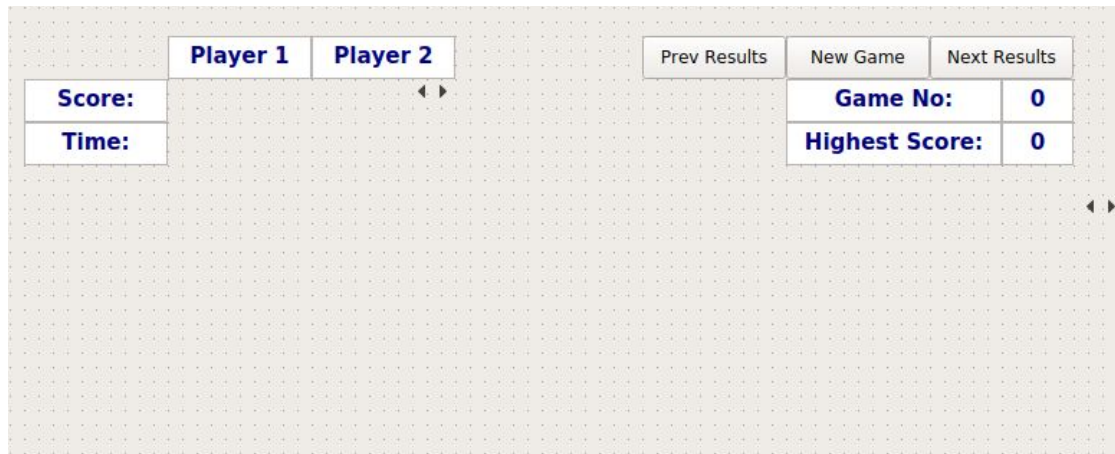 Player 1 Player 2 Prev Results New Game Next Results
Score: Game No: 0
Time: Highest Score: 0